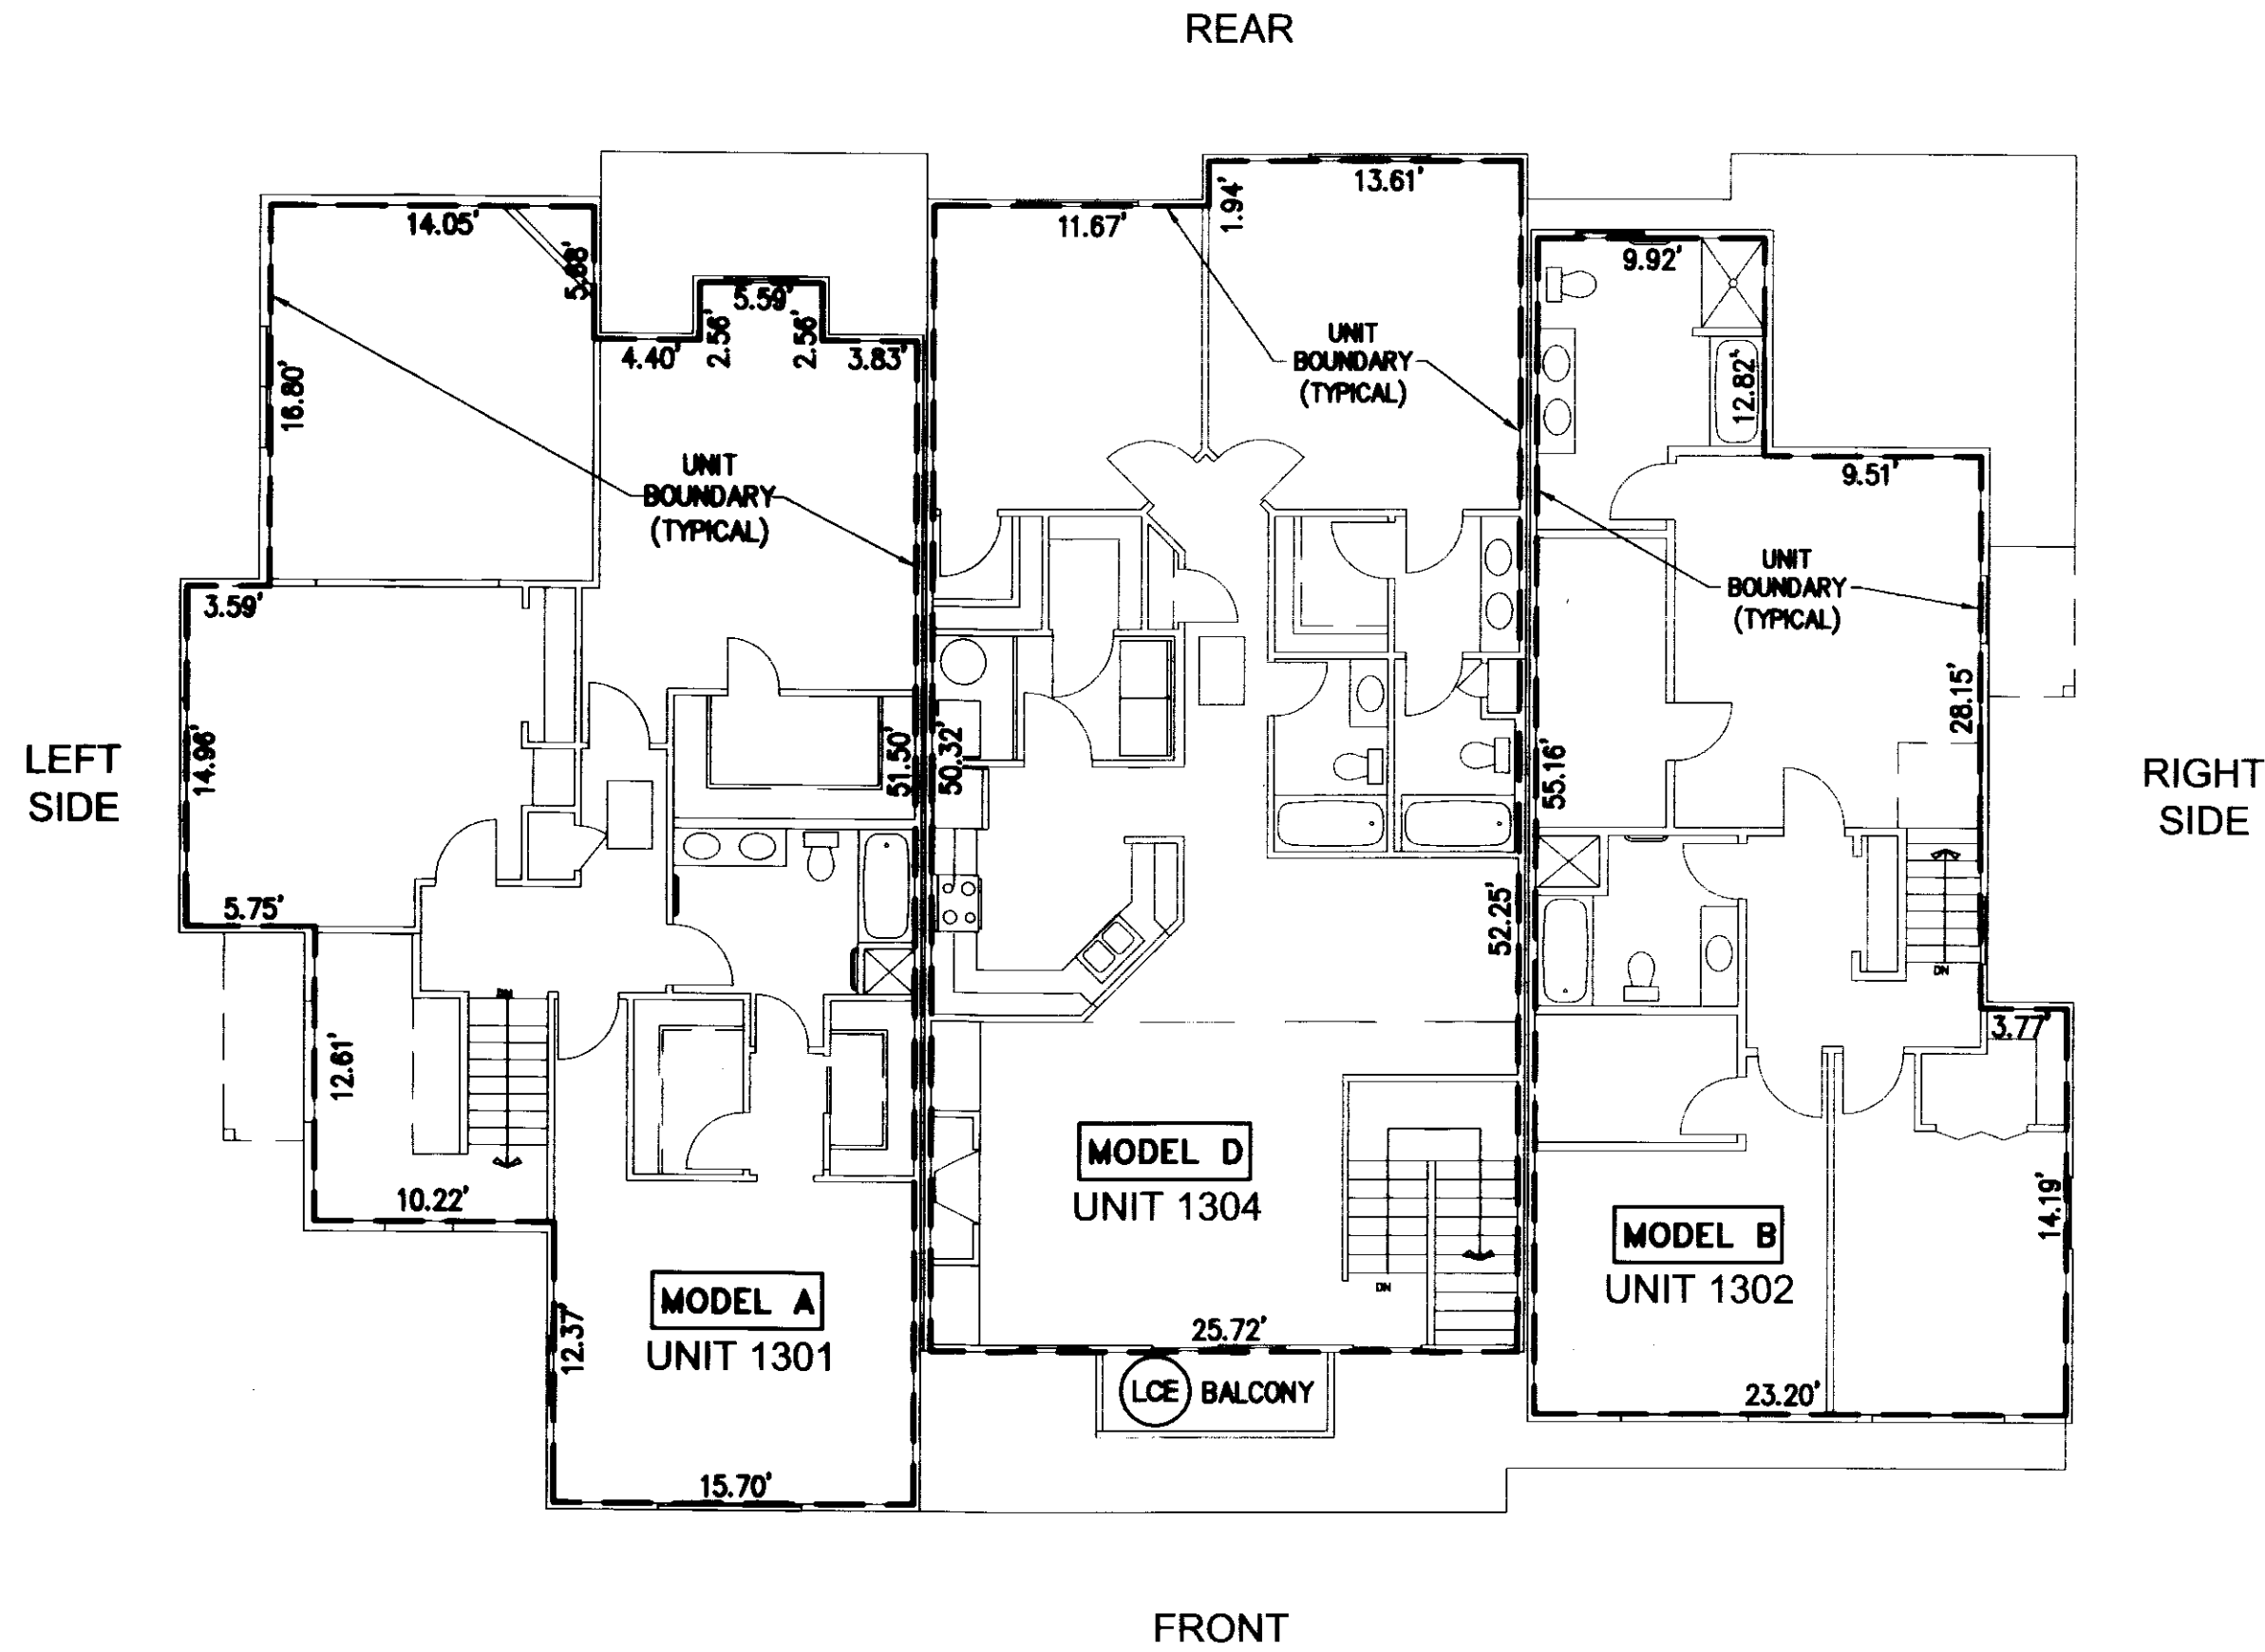 REAR
13.61'
1.94'
11.67'
14.05'
9.92'
5.59'
2.56'
2.56'
4.40'
3.83'
UNIT
BOUNDARY
(TYPICAL)
16.80'
12.82'
UNIT
BOUNDARY
(TYPICAL)
9.51'
UNIT
BOUNDARY
(TYPICAL)
3.59'
28.15'
14.96'
51.50'
50.32'
55.16'
LEFT
SIDE
RIGHT
SIDE
5.75'
52.25'
DN
DN
3.77'
12.61'
MODEL D
UNIT 1304
10.22'
14.19'
MODEL B
UNIT 1302
MODEL A
UNIT 1301
DN
12.37'
25.72'
LCE BALCONY
23.20'
15.70'
FRONT